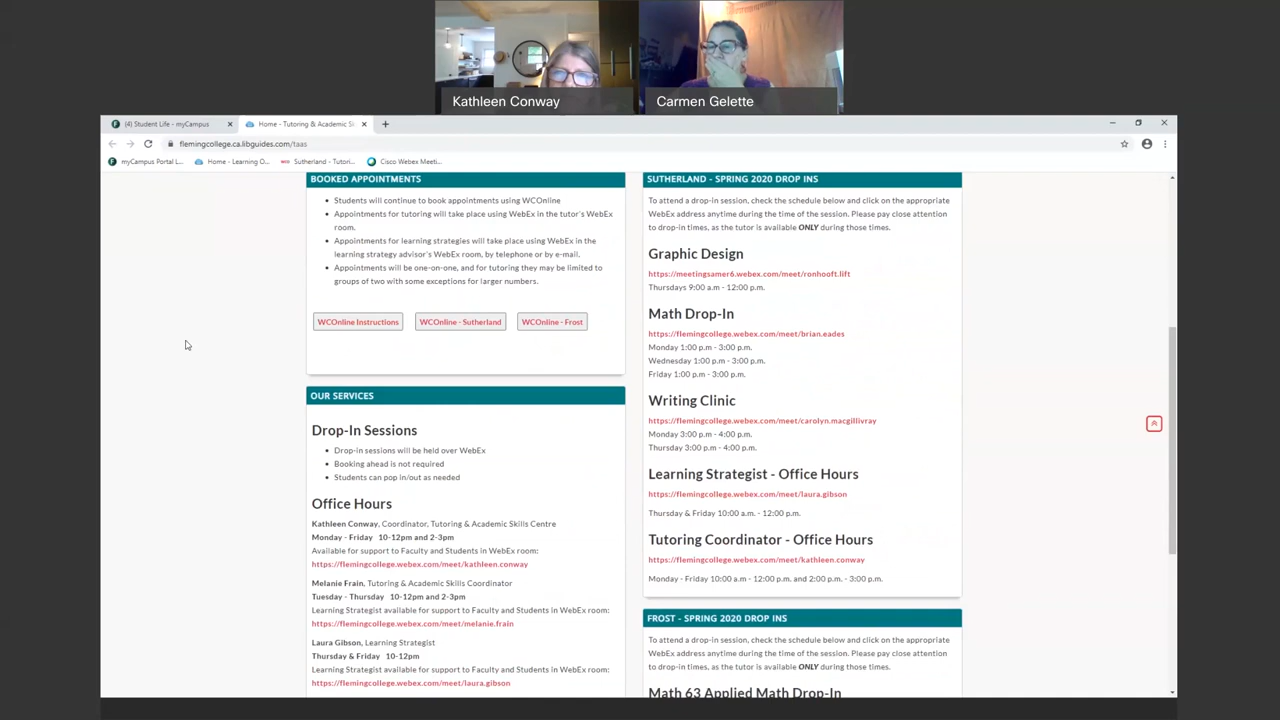 Kathleen Conway
Carmen Gelette
(4) Student Life - myCampus
Home - Tutoring & Academic Sk
flemingcollege.ca.libguides.com/taas
myCampus Portal L...
Home - Learning O...
Sutherland - Tutori...
Cisco Webex Meeti...
BOOKED APPOINTMENTS
Students will continue to book appointments using WCOnline
Appointments for tutoring will take place using WebEx in the tutor's WebEx
room.
Appointments for learning strategies will take place using WebEx in the
learning strategy advisor's WebEx room, by telephone or by e-mail.
Appointments will be one-on-one, and for tutoring they may be limited to
groups of two with some exceptions for larger numbers.
WCOnline Instructions
WCOnline - Sutherland
WCOnline - Frost
OUR SERVICES
Drop-In Sessions
Drop-in sessions will be held over WebEx
Booking ahead is not required
Students can pop in/out as needed
Office Hours
Kathleen Conway, Coordinator, Tutoring & Academic Skills Centre
Monday - Friday 10-12pm and 2-3pm
Available for support to Faculty and Students in WebEx room:
https://flemingcollege.webex.com/meet/kathleen.conway
Melanie Frain, Tutoring & Academic Skills Coordinator
Tuesday - Thursday 10-12pm and 2-3pm
Learning Strategist available for support to Faculty and Students in WebEx room:
https://flemingcollege.webex.com/meet/melanie.frain
Laura Gibson, Learning Strategist
Thursday & Friday 10-12pm
Learning Strategist available for support to Faculty and Students in WebEx room:
https://flemingcollege.webex.com/meet/laura.gibson
SUTHERLAND - SPRING 2020 DROP INS
To attend a drop-in session, check the schedule below and click on the appropriate
WebEx address anytime during the time of the session. Please pay close attention
to drop-in times, as the tutor is available ONLY during those times.
Graphic Design
https://meetingsamer6.webex.com/meet/ronhooft.lift
Thursdays 9:00 a.m - 12:00 p.m.
Math Drop-In
https://flemingcollege.webex.com/meet/brian.eades
Monday 1:00 p.m - 3:00 p.m.
Wednesday 1:00 p.m - 3:00 p.m.
Friday 1:00 p.m - 3:00 p.m.
Writing Clinic
https://flemingcollege.webex.com/meet/carolyn.macgillivray
Monday 3:00 p.m - 4:00 p.m.
Thursday 3:00 p.m - 4:00 p.m.
Learning Strategist - Office Hours
https://flemingcollege.webex.com/meet/laura.gibson
Thursday & Friday 10:00 a.m. - 12:00 p.m.
Tutoring Coordinator - Office Hours
https://flemingcollege.webex.com/meet/kathleen.conway
Monday - Friday 10:00 a.m - 12:00 p.m. and 2:00 p.m. - 3:00 p.m.
FROST - SPRING 2020 DROP INS
To attend a drop-in session, check the schedule below and click on the appropriate
WebEx address anytime during the time of the session. Please pay close attention
to drop-in times, as the tutor is available ONLY during those times.
Math 63 Applied Math Drop-In